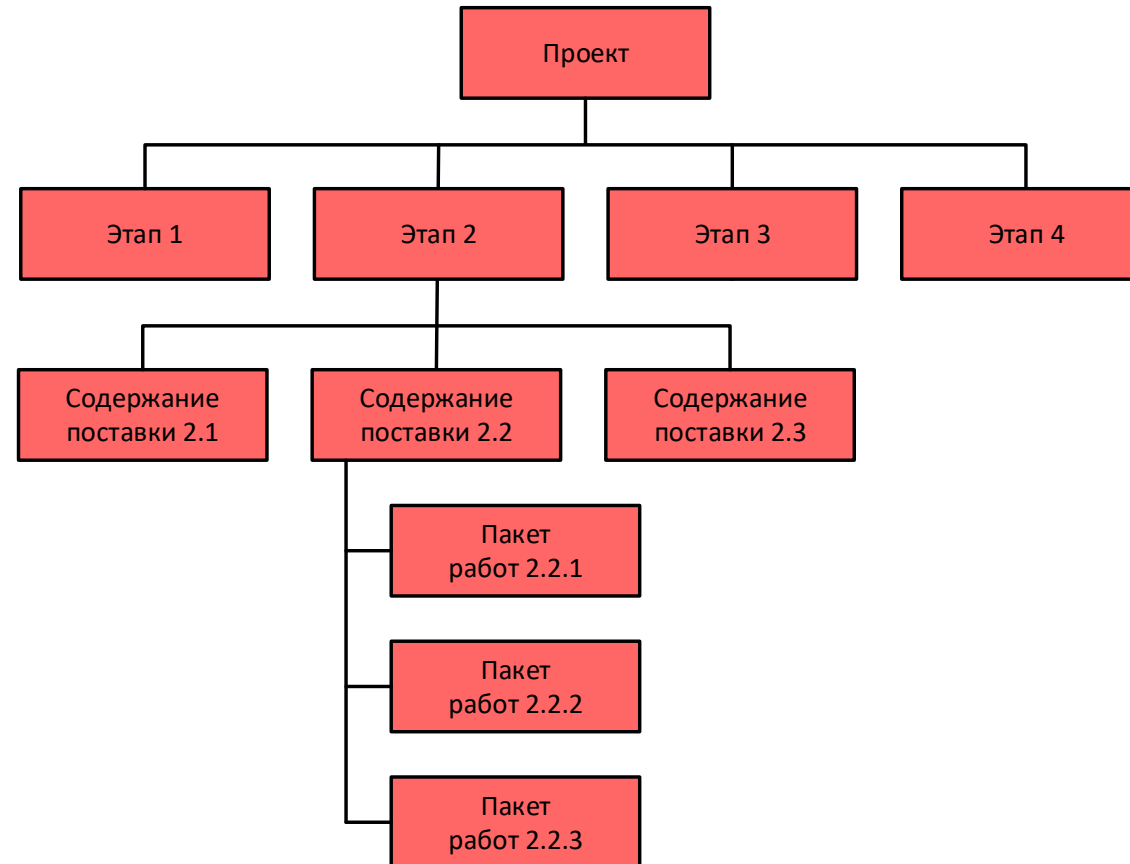 Проект
Этап 1
Этап 2
Этап 3
Этап 4
Содержание
поставки 2.1
Содержание
поставки 2.2
Содержание
поставки 2.3
Пакет
работ 2.2.1
Пакет
работ 2.2.2
Пакет
работ 2.2.3